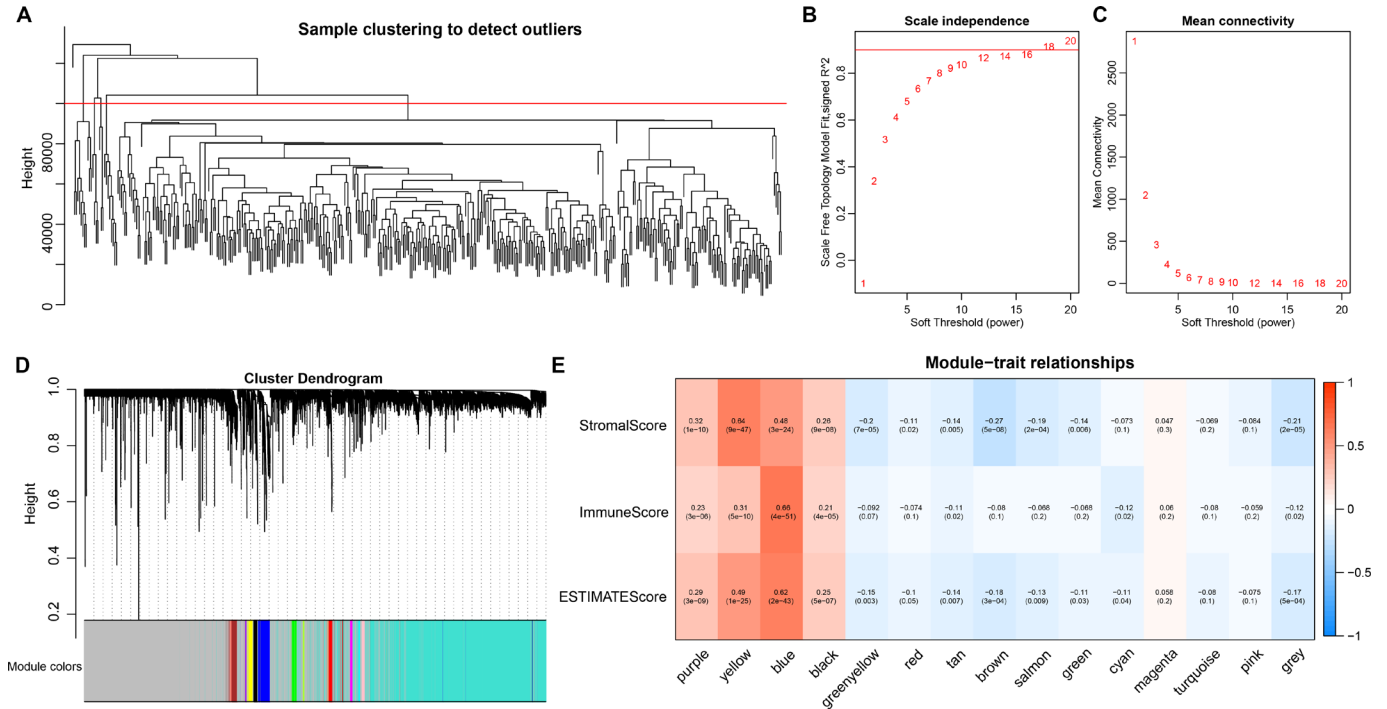 A
Sample clustering to detect outliers
Height
0
40000
80000
B
Scale independence
Scale Free Topology Model Fit,signed R^2
0.0
0.2
0.4
0.6
0.8
1
2
3
4
5
6
7
8
9
10
12
14
16
18
20
5
10
15
20
Soft Threshold (power)
C
Mean connectivity
Mean Connectivity
0
500
1000
1500
2000
2500
1
2
3
4
5
6
7
8
9
10
12
14
16
18
20
5
10
15
20
Soft Threshold (power)
D
Cluster Dendrogram
Height
1.0
0.8
0.6
0.4
0.2
Module colors
E
Module−trait relationships
StromalScore
0.32 0.64 0.48 0.26 −0.2 −0.11 −0.14 −0.27 −0.19 −0.14 −0.073 0.047 −0.069 −0.084 −0.21
(1e−10) (9e−47) (3e−24) (9e−08) (7e−05) (0.02) (0.005) (5e−08) (2e−04) (0.006) (0.1) (0.3) (0.2) (0.1) (2e−05)
ImmuneScore
0.23 0.31 0.66 0.21 −0.092 −0.074 −0.11 −0.08 −0.068 −0.068 −0.12 0.06 −0.08 −0.059 −0.12
(3e−06) (5e−10) (4e−51) (4e−05) (0.07) (0.1) (0.02) (0.1) (0.2) (0.2) (0.02) (0.2) (0.1) (0.2) (0.02)
ESTIMATEScore
0.29 0.49 0.62 0.25 −0.15 −0.1 −0.14 −0.18 −0.13 −0.11 −0.11 0.058 −0.08 −0.075 −0.17
(3e−09) (1e−25) (2e−43) (5e−07) (0.003) (0.05) (0.007) (3e−04) (0.009) (0.03) (0.04) (0.2) (0.1) (0.1) (5e−04)
purple
yellow
blue
black
greenyellow
red
tan
brown
salmon
green
cyan
magenta
turquoise
pink
grey
1
0.5
0
−0.5
−1